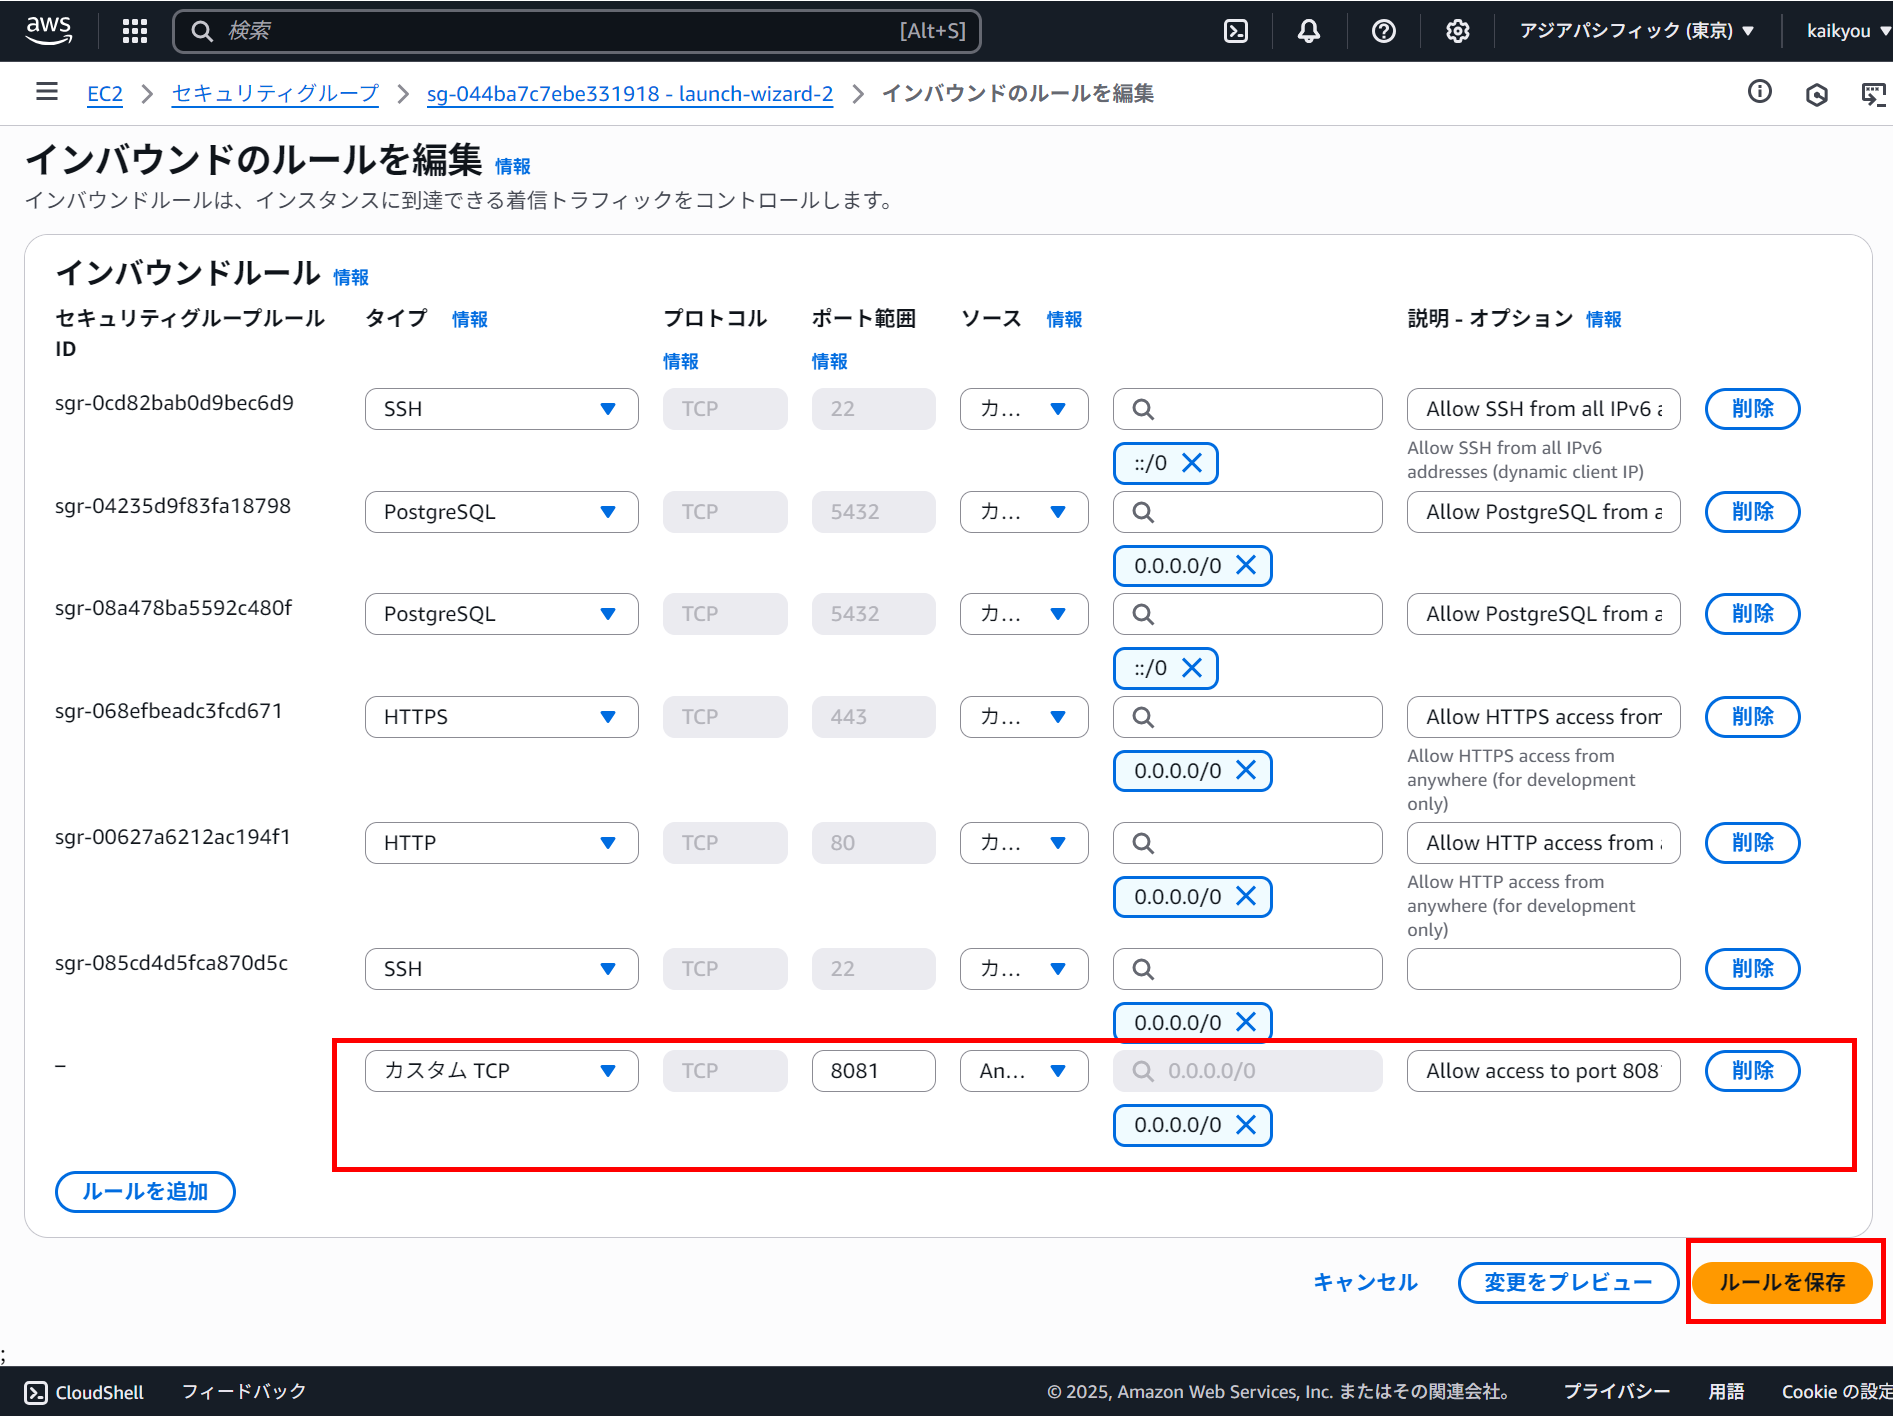 aws
検索
[Alt+S]
アジアパシフィック (東京)
kaikyou
EC2
セキュリティグループ
sg-044ba7c7ebe331918 - launch-wizard-2
インバウンドのルールを編集
インバウンドのルールを編集 情報
インバウンドルールは、インスタンスに到達できる着信トラフィックをコントロールします。
インバウンドルール 情報
セキュリティグループルール
ID
タイプ 情報
プロトコル
情報
ポート範囲
情報
ソース 情報
説明 - オプション 情報
sgr-0cd82bab0d9bec6d9
SSH
TCP
22
カ...
Allow SSH from all IPv6
削除
::/0
Allow SSH from all IPv6
addresses (dynamic client IP)
sgr-04235d9f83fa18798
PostgreSQL
TCP
5432
カ...
Allow PostgreSQL from a
削除
0.0.0.0/0
sgr-08a478ba5592c480f
PostgreSQL
TCP
5432
カ...
Allow PostgreSQL from a
削除
::/0
sgr-068efbeadc3fcd671
HTTPS
TCP
443
カ...
Allow HTTPS access from
削除
0.0.0.0/0
Allow HTTPS access from
anywhere (for development
only)
sgr-00627a6212ac194f1
HTTP
TCP
80
カ...
Allow HTTP access from
削除
0.0.0.0/0
Allow HTTP access from
anywhere (for development
only)
sgr-085cd4d5fca870d5c
SSH
TCP
22
カ...
削除
0.0.0.0/0
–
カスタム TCP
TCP
8081
An...
0.0.0.0/0
Allow access to port 808
削除
0.0.0.0/0
ルールを追加
キャンセル
変更をプレビュー
ルールを保存
;
CloudShell
フィードバック
© 2025, Amazon Web Services, Inc. またはその関連会社。
プライバシー
用語
Cookie の設定